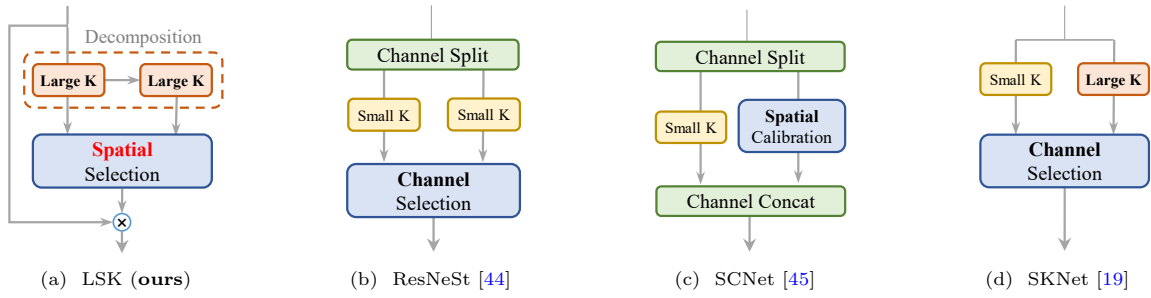 Decomposition
Large K
Large K
Spatial
Selection
×
(a) LSK (ours)
Channel Split
Small K
Small K
Channel
Selection
(b) ResNeSt [44]
Channel Split
Small K
Spatial
Calibration
Channel Concat
(c) SCNet [45]
Small K
Large K
Channel
Selection
(d) SKNet [19]